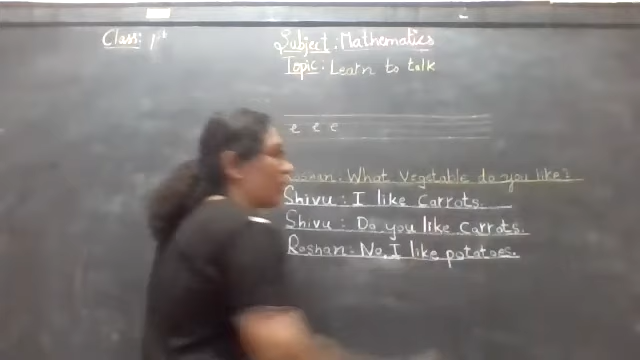 Class: 1st
Subject: Mathematics
Topic: Learn to talk
e e e
Roshan: What Vegetable do you like?
Shivu: I like Carrots.
Shivu: Do you like Carrots.
Roshan: No, I like potatoes.